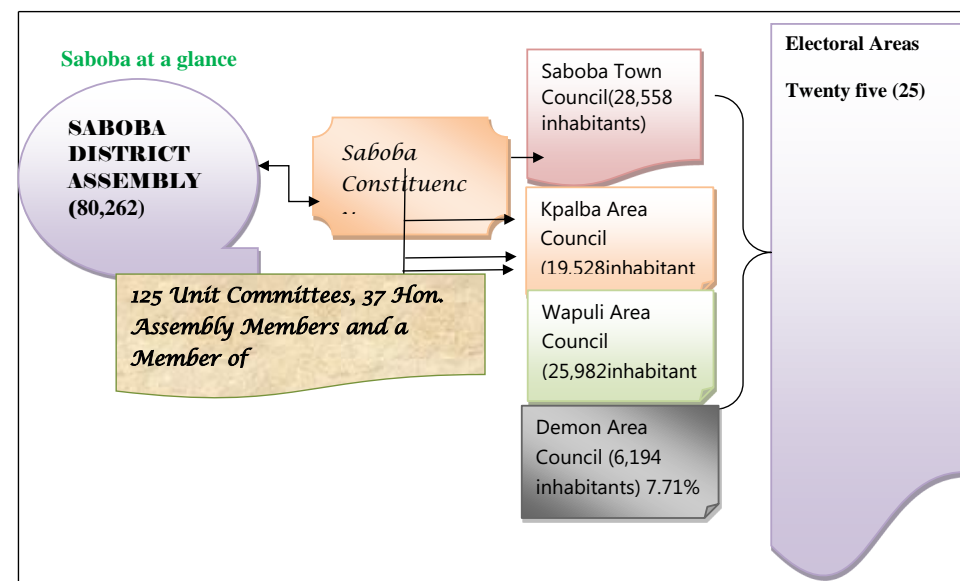 Saboba at a glance
SABOBA
DISTRICT
ASSEMBLY
(80,262)
Saboba
Constituenc
Saboba Town
Council(28,558
inhabitants)
Kpalba Area
Council
(19,528inhabitant
Wapuli Area
Council
(25,982inhabitant
Demon Area
Council (6,194
inhabitants) 7.71%
125 Unit Committees, 37 Hon.
Assembly Members and a
Member of
Electoral Areas
Twenty five (25)